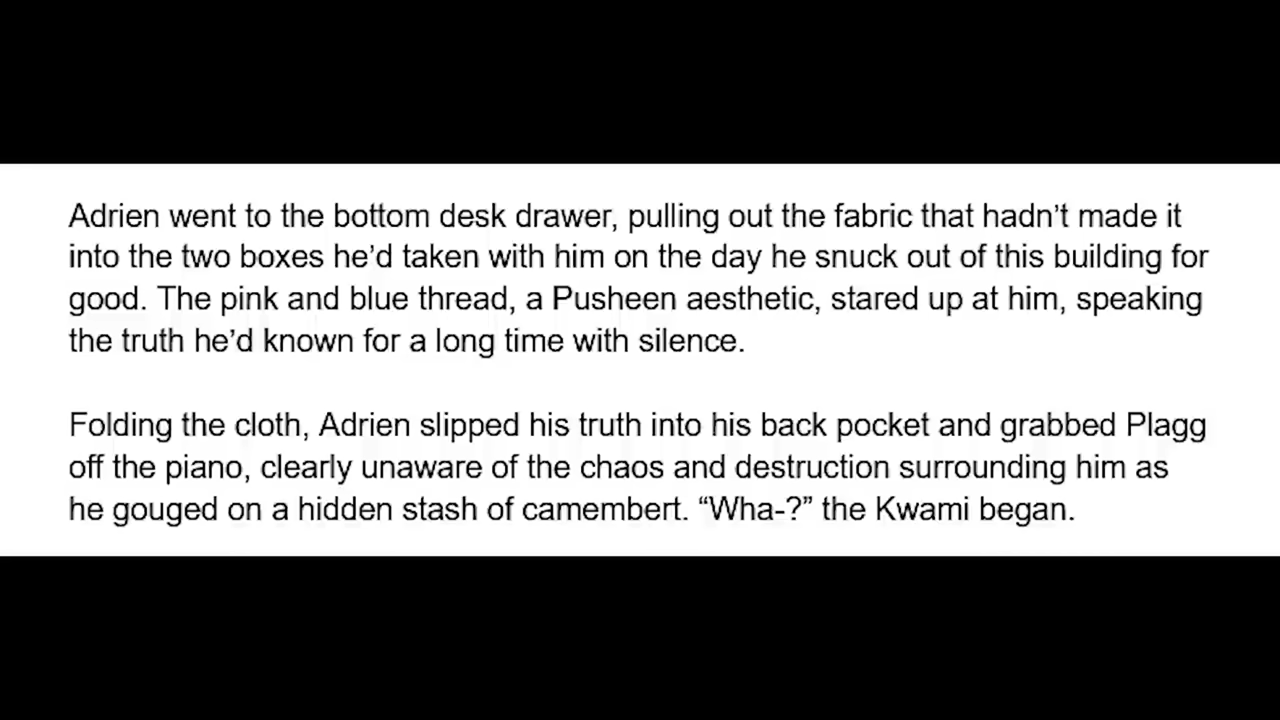 Adrien went to the bottom desk drawer, pulling out the fabric that hadn’t made it
into the two boxes he’d taken with him on the day he snuck out of this building for
good. The pink and blue thread, a Pusheen aesthetic, stared up at him, speaking
the truth he’d known for a long time with silence.
Folding the cloth, Adrien slipped his truth into his back pocket and grabbed Plagg
off the piano, clearly unaware of the chaos and destruction surrounding him as
he gouged on a hidden stash of camembert. “Wha-?” the Kwami began.